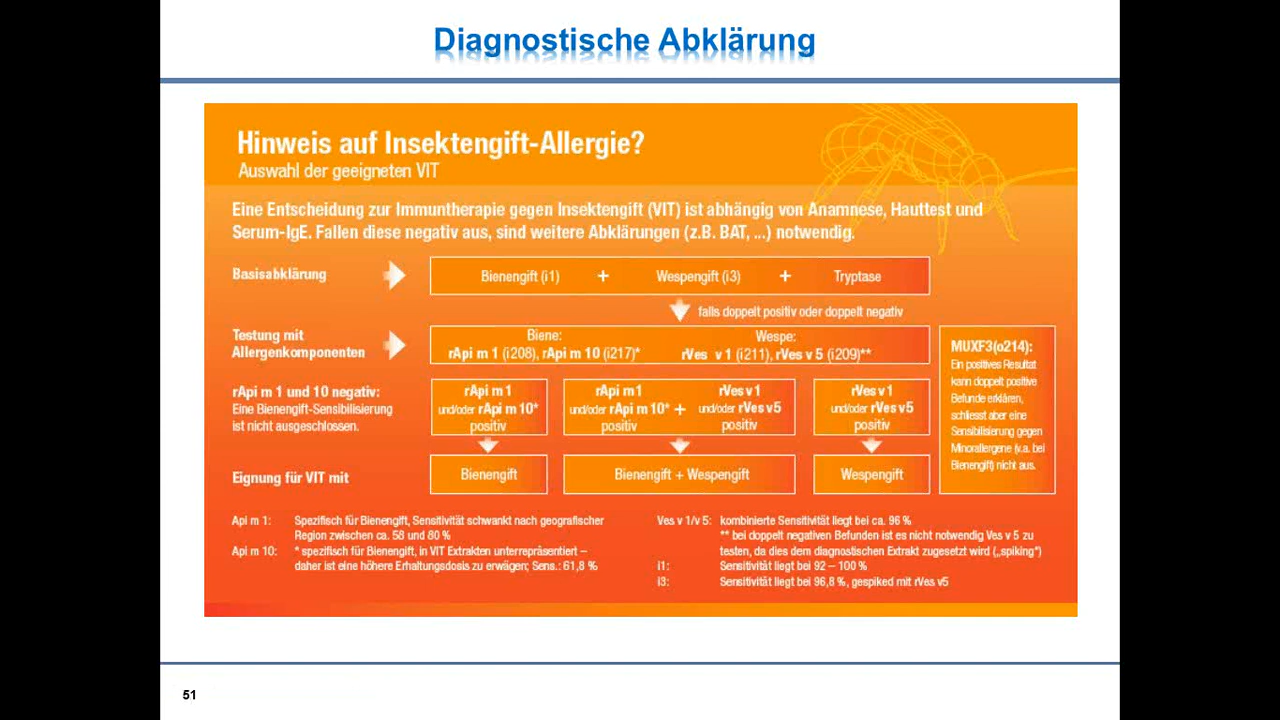 Diagnostische Abklärung
Hinweis auf Insektengift-Allergie?
Auswahl der geeigneten VIT
Eine Entscheidung zur Immuntherapie gegen Insektengift (VIT) ist abhängig von Anamnese, Hauttest und
Serum-IgE. Fallen diese negativ aus, sind weitere Abklärungen (z.B. BAT, ...) notwendig.
Basisabklärung
Bienengift (i1) + Wespengift (i3) + Tryptase
falls doppelt positiv oder doppelt negativ
Testung mit
Allergenkomponenten
Biene:
rApi m 1 (i208), rApi m 10 (i217)*
Wespe:
rVes v 1 (i211), rVes v 5 (i209)**
rApi m 1 und 10 negativ:
Eine Bienengift-Sensibilisierung
ist nicht ausgeschlossen.
rApi m 1
und/oder rApi m 10*
positiv
rApi m 1
und/oder rApi m 10*
positiv
+
rVes v 1
und/oder rVes v5
positiv
rVes v 1
und/oder rVes v5
positiv
Eignung für VIT mit
Bienengift
Bienengift + Wespengift
Wespengift
MUXF3(o214):
Ein positives Resultat
kann doppelt positive
Befunde erklären,
schliesst aber eine
Sensibilisierung gegen
Minorallergene (v.a. bei
Bienengift) nicht aus.
Api m 1: Spezifisch für Bienengift, Sensitivität schwankt nach geografischer
Region zwischen ca. 58 und 80 %
Api m 10: * spezifisch für Bienengift, in VIT Extrakten unterrepräsentiert –
daher ist eine höhere Erhaltungsdosis zu erwägen; Sens.: 61,8 %
Ves v 1/v 5: kombinierte Sensitivität liegt bei ca. 96 %
** bei doppelt negativen Befunden ist es nicht notwendig Ves v 5 zu
testen, da dies dem diagnostischen Extrakt zugesetzt wird („spiking“)
i1: Sensitivität liegt bei 92 – 100 %
i3: Sensitivität liegt bei 96,8 %, gespiked mit rVes v5
51